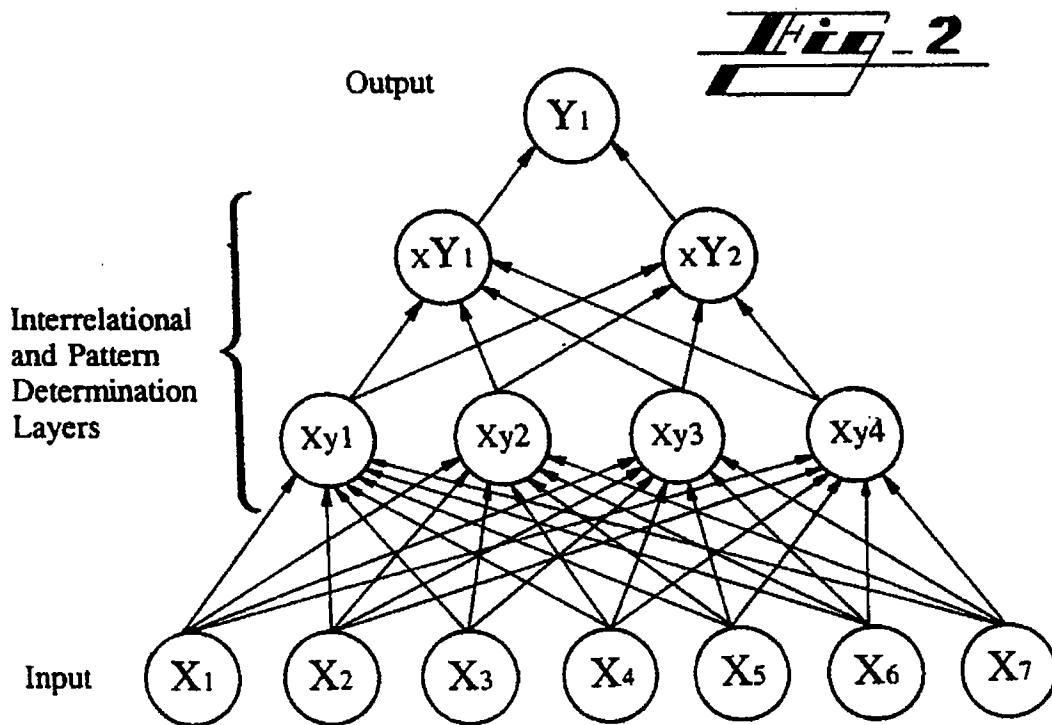 Fig_2
Output
Y1
xY1 xY2
Interrelational
and Pattern
Determination
Layers
Xy1 Xy2 Xy3 Xy4
Input
X1 X2 X3 X4 X5 X6 X7